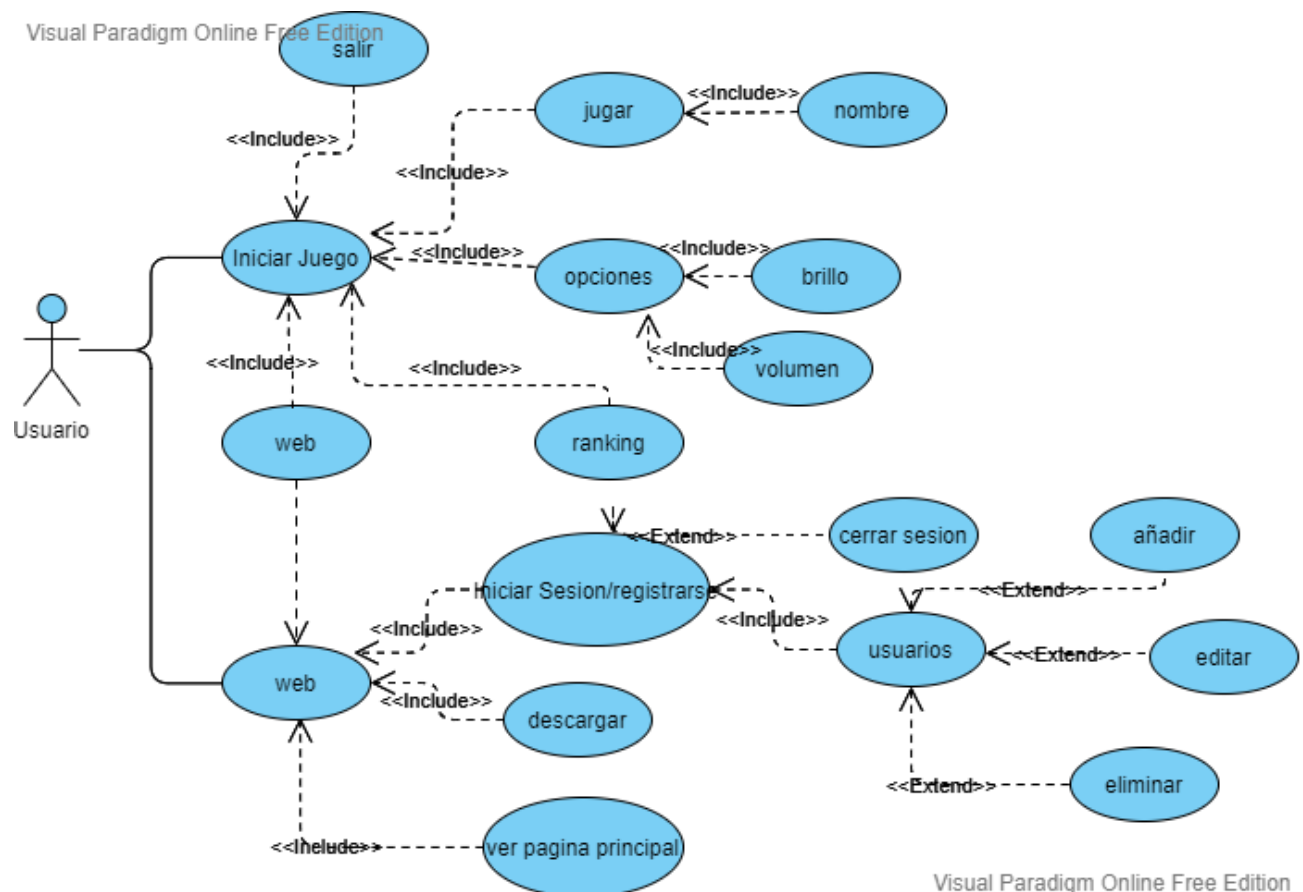 Visual Paradigm Online Free Edition
salir
<<Include>>
jugar
<<Include>>
nombre
<<Include>>
Iniciar Juego
<<Include>>
opciones
<<Include>>
brillo
<<Include>>
volumen
<<Include>>
<<Include>>
Usuario
web
ranking
Iniciar Sesion/registrarse
<<Extend>>
cerrar sesion
añadir
<<Extend>>
<<Include>>
<<Include>>
usuarios
<<Extend>>
editar
web
<<Include>>
descargar
<<Extend>>
eliminar
<<Include>>
ver pagina principal
Visual Paradigm Online Free Edition